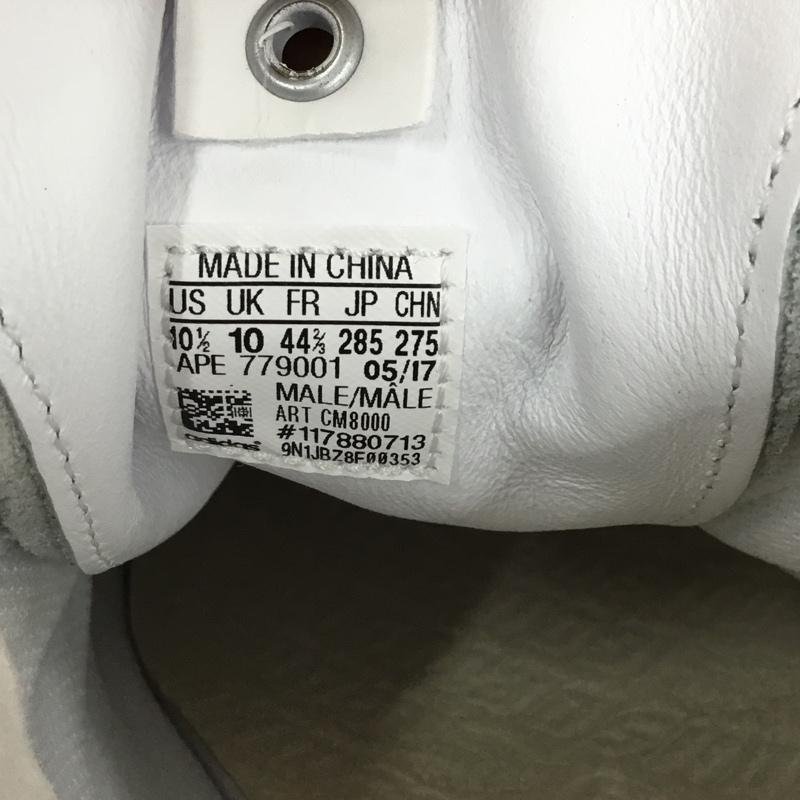 MADE IN CHINA
US UK FR JP CHN
10½ 10 44⅔ 285 275
APE 779001 05/17
MALE/MÂLE
ART CM8000
#117880713
adidas
9N1JBZ8F00353